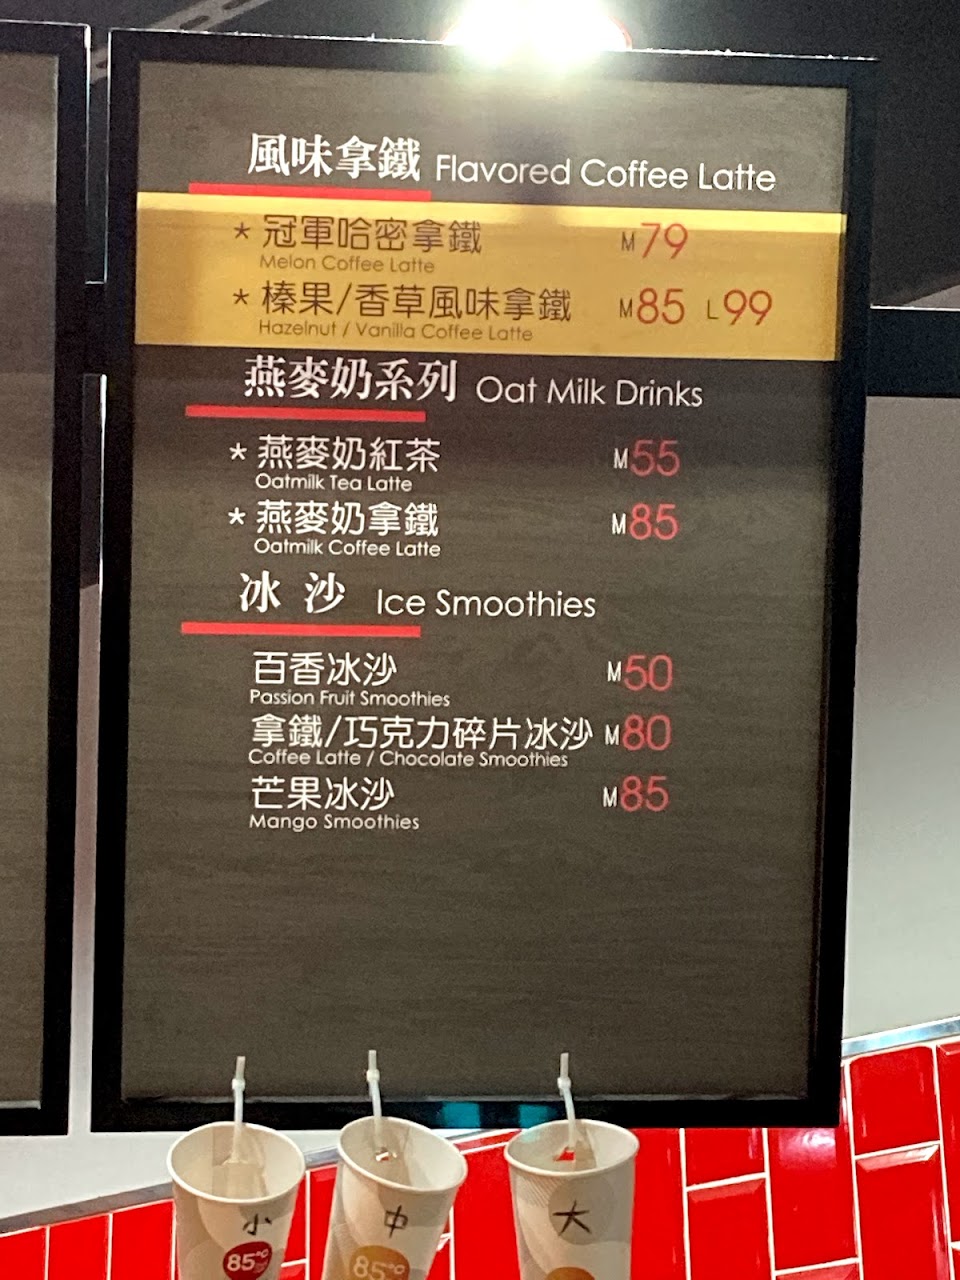 風味拿鐵 Flavored Coffee Latte
* 冠軍哈密拿鐵 M79
Melon Coffee Latte
* 榛果/香草風味拿鐵 M85 L99
Hazelnut / Vanilla Coffee Latte
燕麥奶系列 Oat Milk Drinks
* 燕麥奶紅茶 M55
Oatmilk Tea Latte
* 燕麥奶拿鐵 M85
Oatmilk Coffee Latte
冰沙 Ice Smoothies
百香冰沙 M50
Passion Fruit Smoothies
拿鐵/巧克力碎片冰沙 M80
Coffee Latte / Chocolate Smoothies
芒果冰沙 M85
Mango Smoothies
小 中 大
85°C 85°C